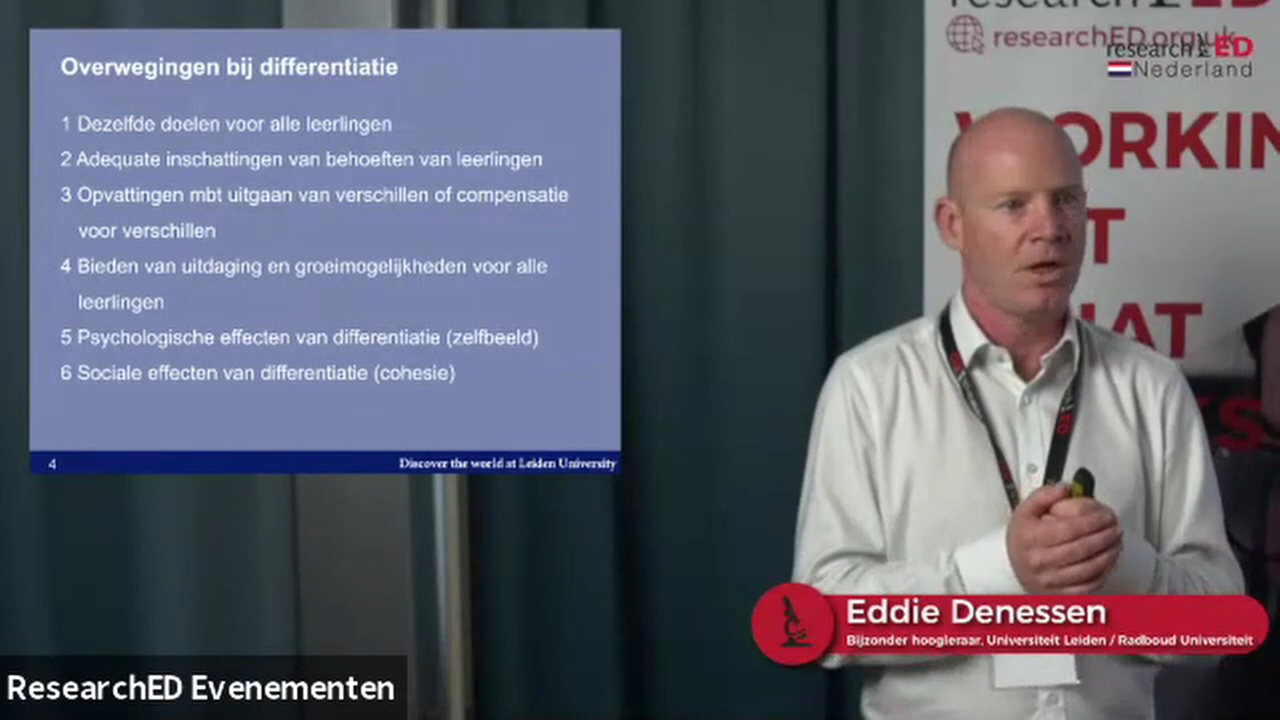 Overwegingen bij differentiatie
1 Dezelfde doelen voor alle leerlingen
2 Adequate inschattingen van behoeften van leerlingen
3 Opvattingen mbt uitgaan van verschillen of compensatie
voor verschillen
4 Bieden van uitdaging en groeimogelijkheden voor alle
leerlingen
5 Psychologische effecten van differentiatie (zelfbeeld)
6 Sociale effecten van differentiatie (cohesie)
4
Discover the world at Leiden University
researchED.org.uk
researchED
Nederland
Eddie Denessen
Bijzonder hoogleraar, Universiteit Leiden / Radboud Universiteit
ResearchED Evenementen